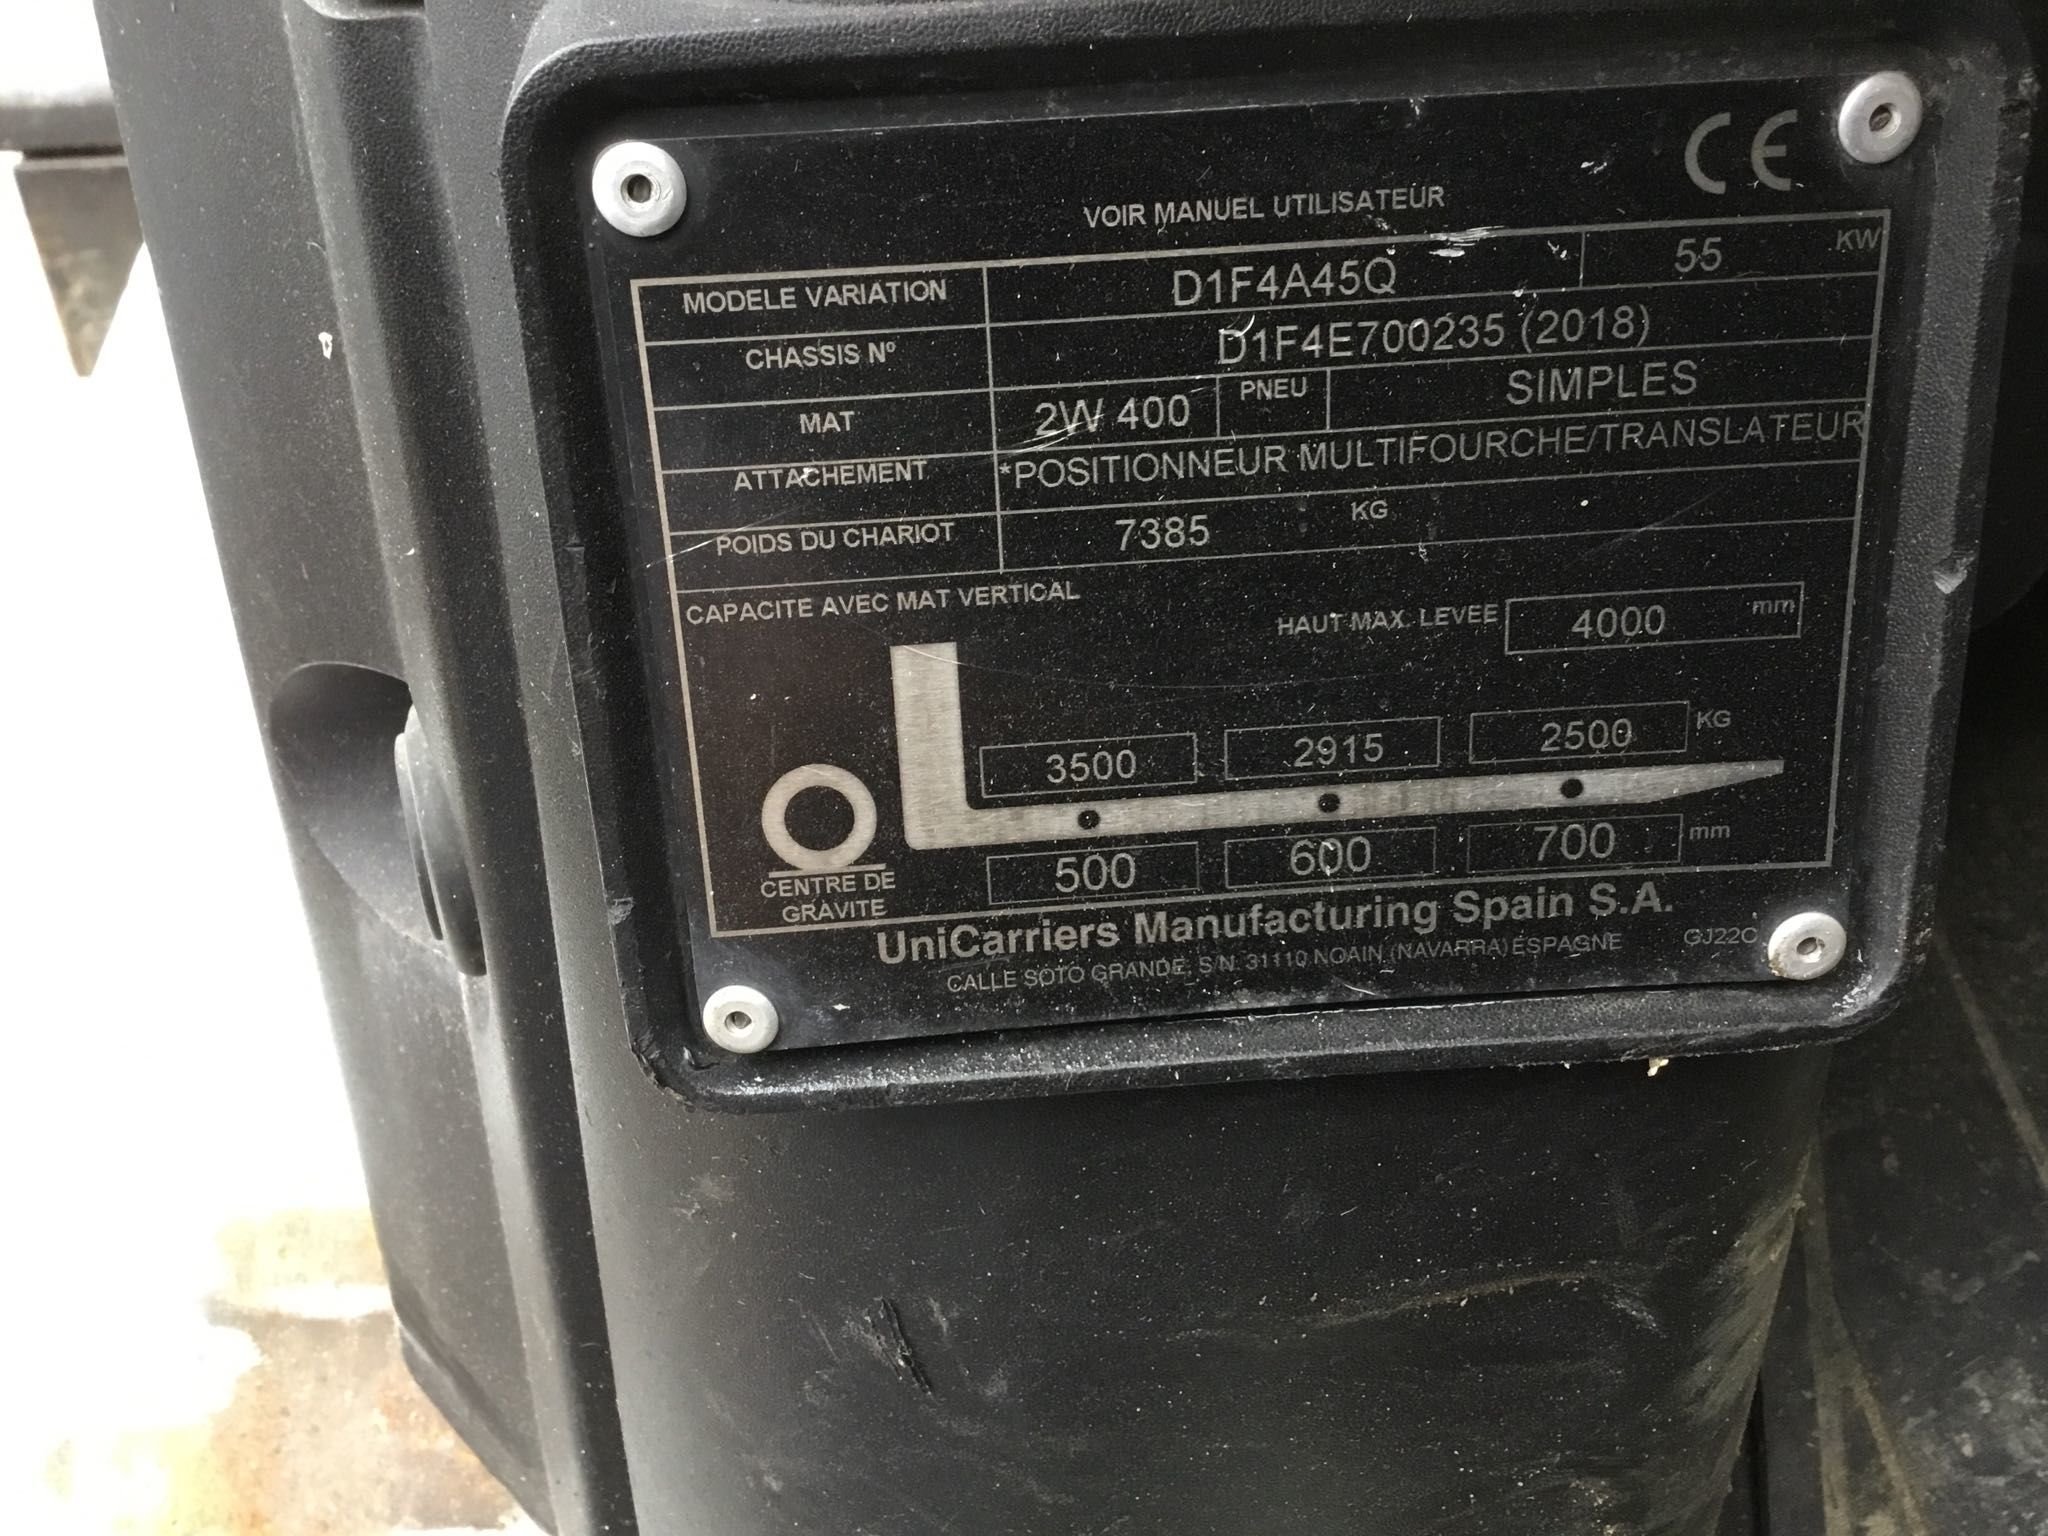 CE
VOIR MANUEL UTILISATEUR
MODELE VARIATION D1F4A45Q 55 KW
CHASSIS Nº D1F4E700235 (2018)
MAT 2W 400 PNEU SIMPLES
ATTACHEMENT *POSITIONNEUR MULTIFOURCHE/TRANSLATEUR
POIDS DU CHARIOT 7385 KG
CAPACITE AVEC MAT VERTICAL
HAUT MAX. LEVEE 4000 mm
3500 2915 2500 KG
500 600 700 mm
CENTRE DE
GRAVITE
UniCarriers Manufacturing Spain S.A.
CALLE SOTO GRANDE, S/N. 31110 NOAIN (NAVARRA) ESPAGNE GJ22C